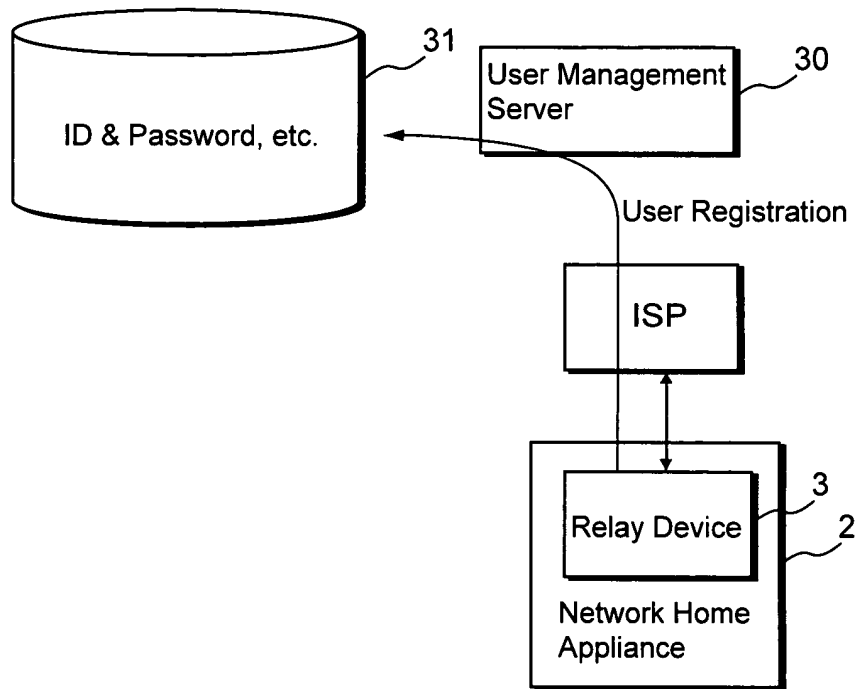 31
User Management
Server
30
ID & Password, etc.
User Registration
ISP
Relay Device
3
2
Network Home
Appliance